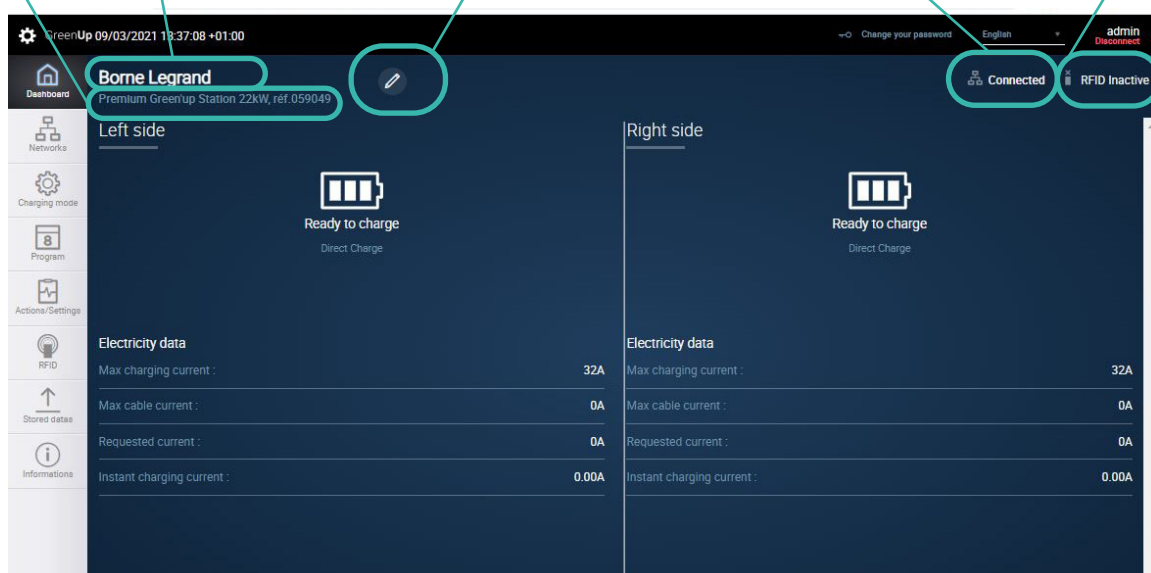 GreenUp 09/03/2021 13:37:08 +01:00
Change your password
English
admin
Disconnect
Dashboard
Borne Legrand
Premium Green'up Station 22kW, réf.059049
Connected
RFID Inactive
Networks
Charging mode
8
Program
Actions/Settings
RFID
Stored datas
Informations
Left side
Ready to charge
Direct Charge
Electricity data
Max charging current : 32A
Max cable current : 0A
Requested current : 0A
Instant charging current : 0.00A
Right side
Ready to charge
Direct Charge
Electricity data
Max charging current : 32A
Max cable current : 0A
Requested current : 0A
Instant charging current : 0.00A